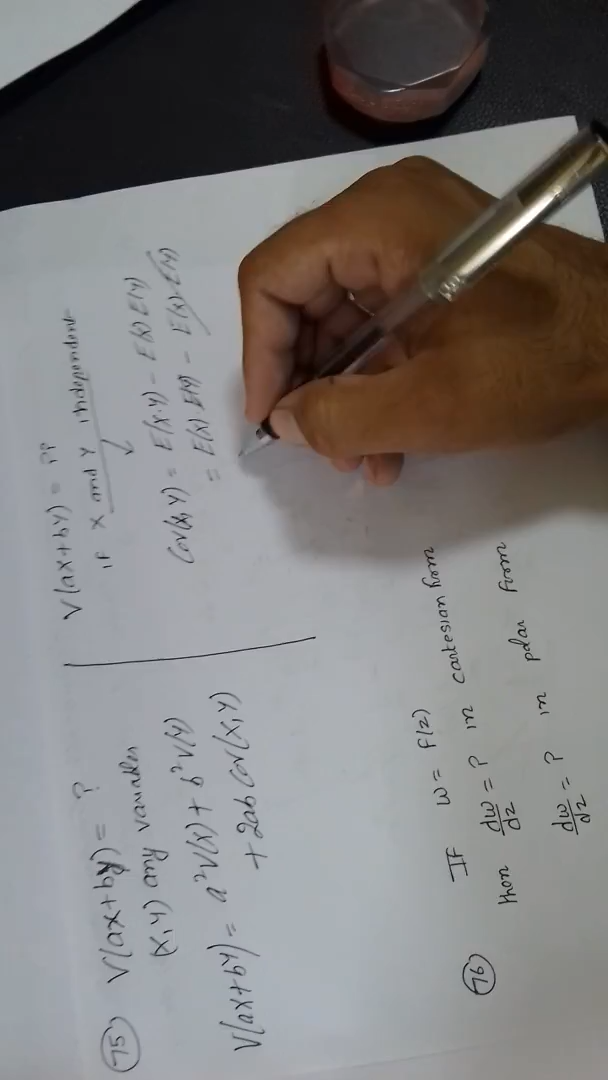 75) V(ax+by) = ?
(X,Y) any variables
V(ax+by) = a²V(X) + b²V(Y)
+ 2ab Cov(X,Y)
V(ax+by) = ??
if X and Y independent
Cov(X,Y) = E(X·Y) - E(X) E(Y)
= E(X)·E(Y) - E(X)·E(Y)
76) IF W = F(Z)
then dw/dz = ? in cartesian form
dw/dz = ? in polar form